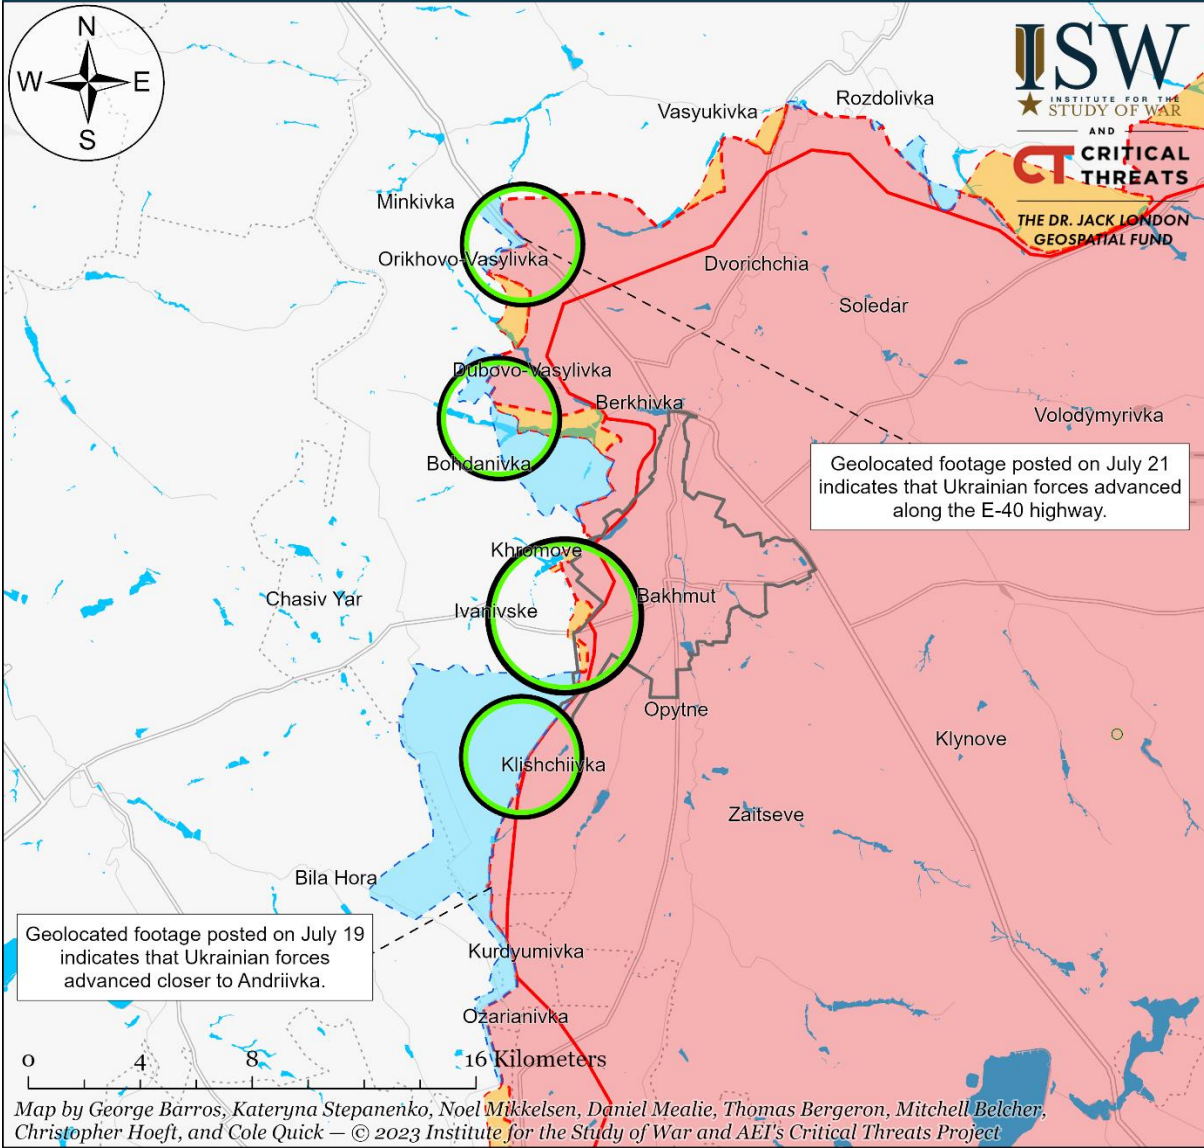 N
W E
S
ISW
INSTITUTE FOR THE
STUDY OF WAR
AND
CT CRITICAL
THREATS
THE DR. JACK LONDON
GEOSPATIAL FUND
Rozdolivka
Vasyukivka
Minkivka
Orikhovo-Vasylivka
Dvorichchia
Soledar
Dubovo-Vasylivka
Berkhivka
Volodymyrivka
Bohdanivka
Geolocated footage posted on July 21
indicates that Ukrainian forces advanced
along the E-40 highway.
Khromove
Chasiv Yar
Ivanivske
Bakhmut
Opytne
Klynove
Klishchiivka
Zaitseve
Bila Hora
Geolocated footage posted on July 19
indicates that Ukrainian forces
advanced closer to Andriivka.
Kurdyumivka
Ozarianivka
0 4 8 16 Kilometers
Map by George Barros, Kateryna Stepanenko, Noel Mikkelsen, Daniel Mealie, Thomas Bergeron, Mitchell Belcher,
Christopher Hoeft, and Cole Quick — © 2023 Institute for the Study of War and AEI's Critical Threats Project